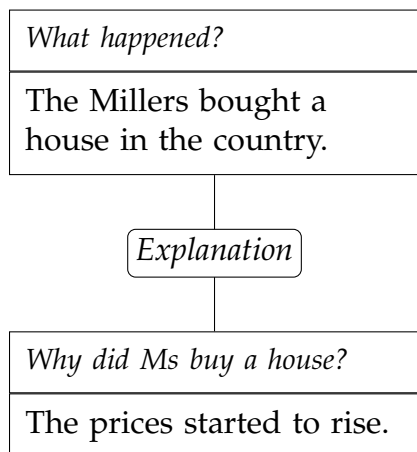 What happened?
The Millers bought a
house in the country.
Explanation
Why did Ms buy a house?
The prices started to rise.